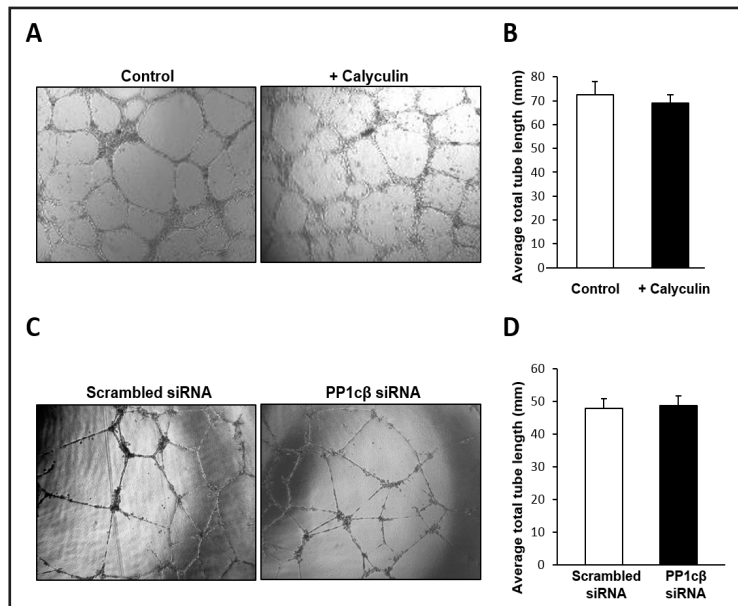 A
Control
+ Calyculin
B
Average total tube length (mm)
80
70
60
50
40
30
20
10
0
Control
+ Calyculin
C
Scrambled siRNA
PP1cβ siRNA
D
Average total tube length (mm)
60
50
40
30
20
10
0
Scrambled
siRNA
PP1cβ
siRNA